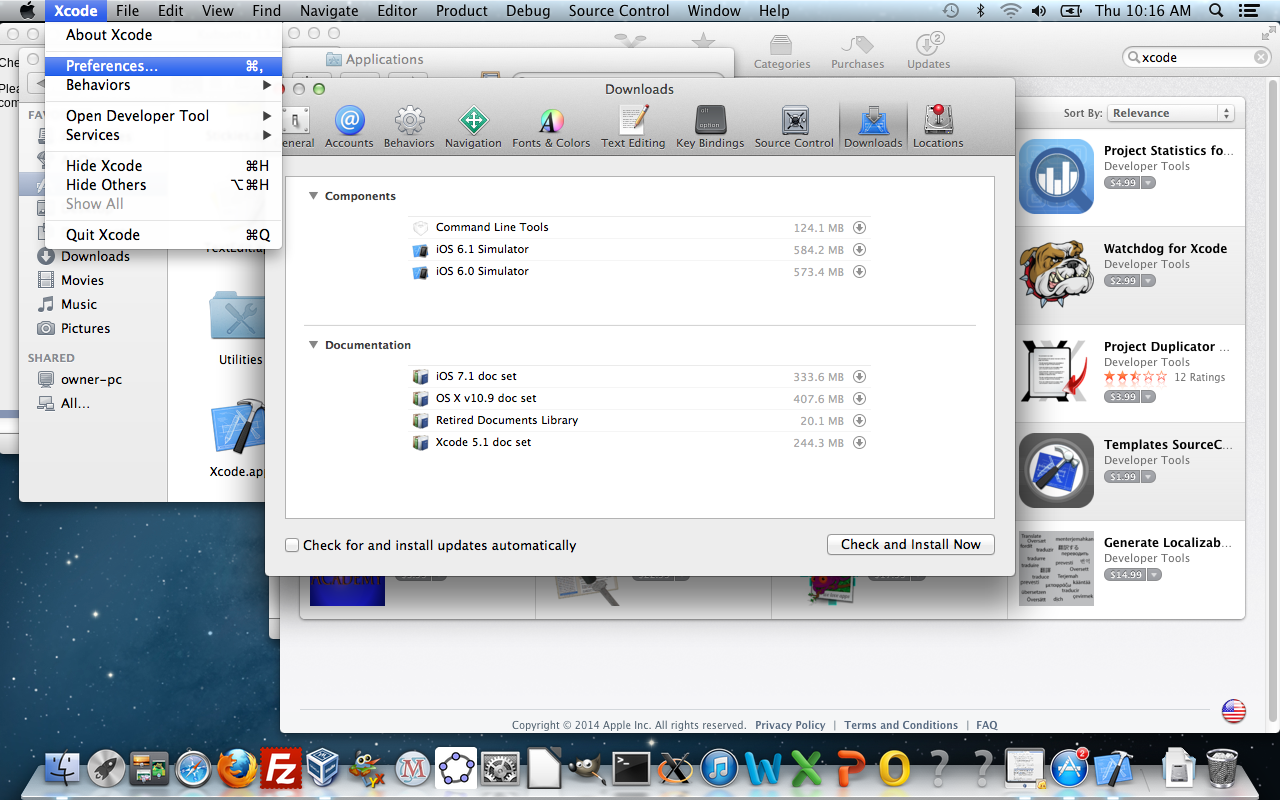 Xcode File Edit View Find Navigate Editor Product Debug Source Control Window Help Thu 10:16 AM
About Xcode
Preferences... ⌘,
Behaviors
Open Developer Tool
Services
Hide Xcode ⌘H
Hide Others ⌥⌘H
Show All
Quit Xcode ⌘Q
Applications
Categories Purchases Updates
2
xcode
Downloads
Accounts Behaviors Navigation Fonts & Colors Text Editing Key Bindings Source Control Downloads Locations
Components
Command Line Tools 124.1 MB
iOS 6.1 Simulator 584.2 MB
iOS 6.0 Simulator 573.4 MB
Documentation
iOS 7.1 doc set 333.6 MB
OS X v10.9 doc set 407.6 MB
Retired Documents Library 20.1 MB
Xcode 5.1 doc set 244.3 MB
Check for and install updates automatically
Check and Install Now
Downloads
Movies
Music
Pictures
SHARED
owner-pc
All...
Utilities
Xcode.app
Sort By: Relevance
Project Statistics fo...
Developer Tools
$4.99
Watchdog for Xcode
Developer Tools
$2.99
Project Duplicator ...
Developer Tools
12 Ratings
$3.99
Templates SourceC...
Developer Tools
$1.99
Generate Localizab...
Developer Tools
$14.99
Copyright © 2014 Apple Inc. All rights reserved. Privacy Policy | Terms and Conditions | FAQ
2